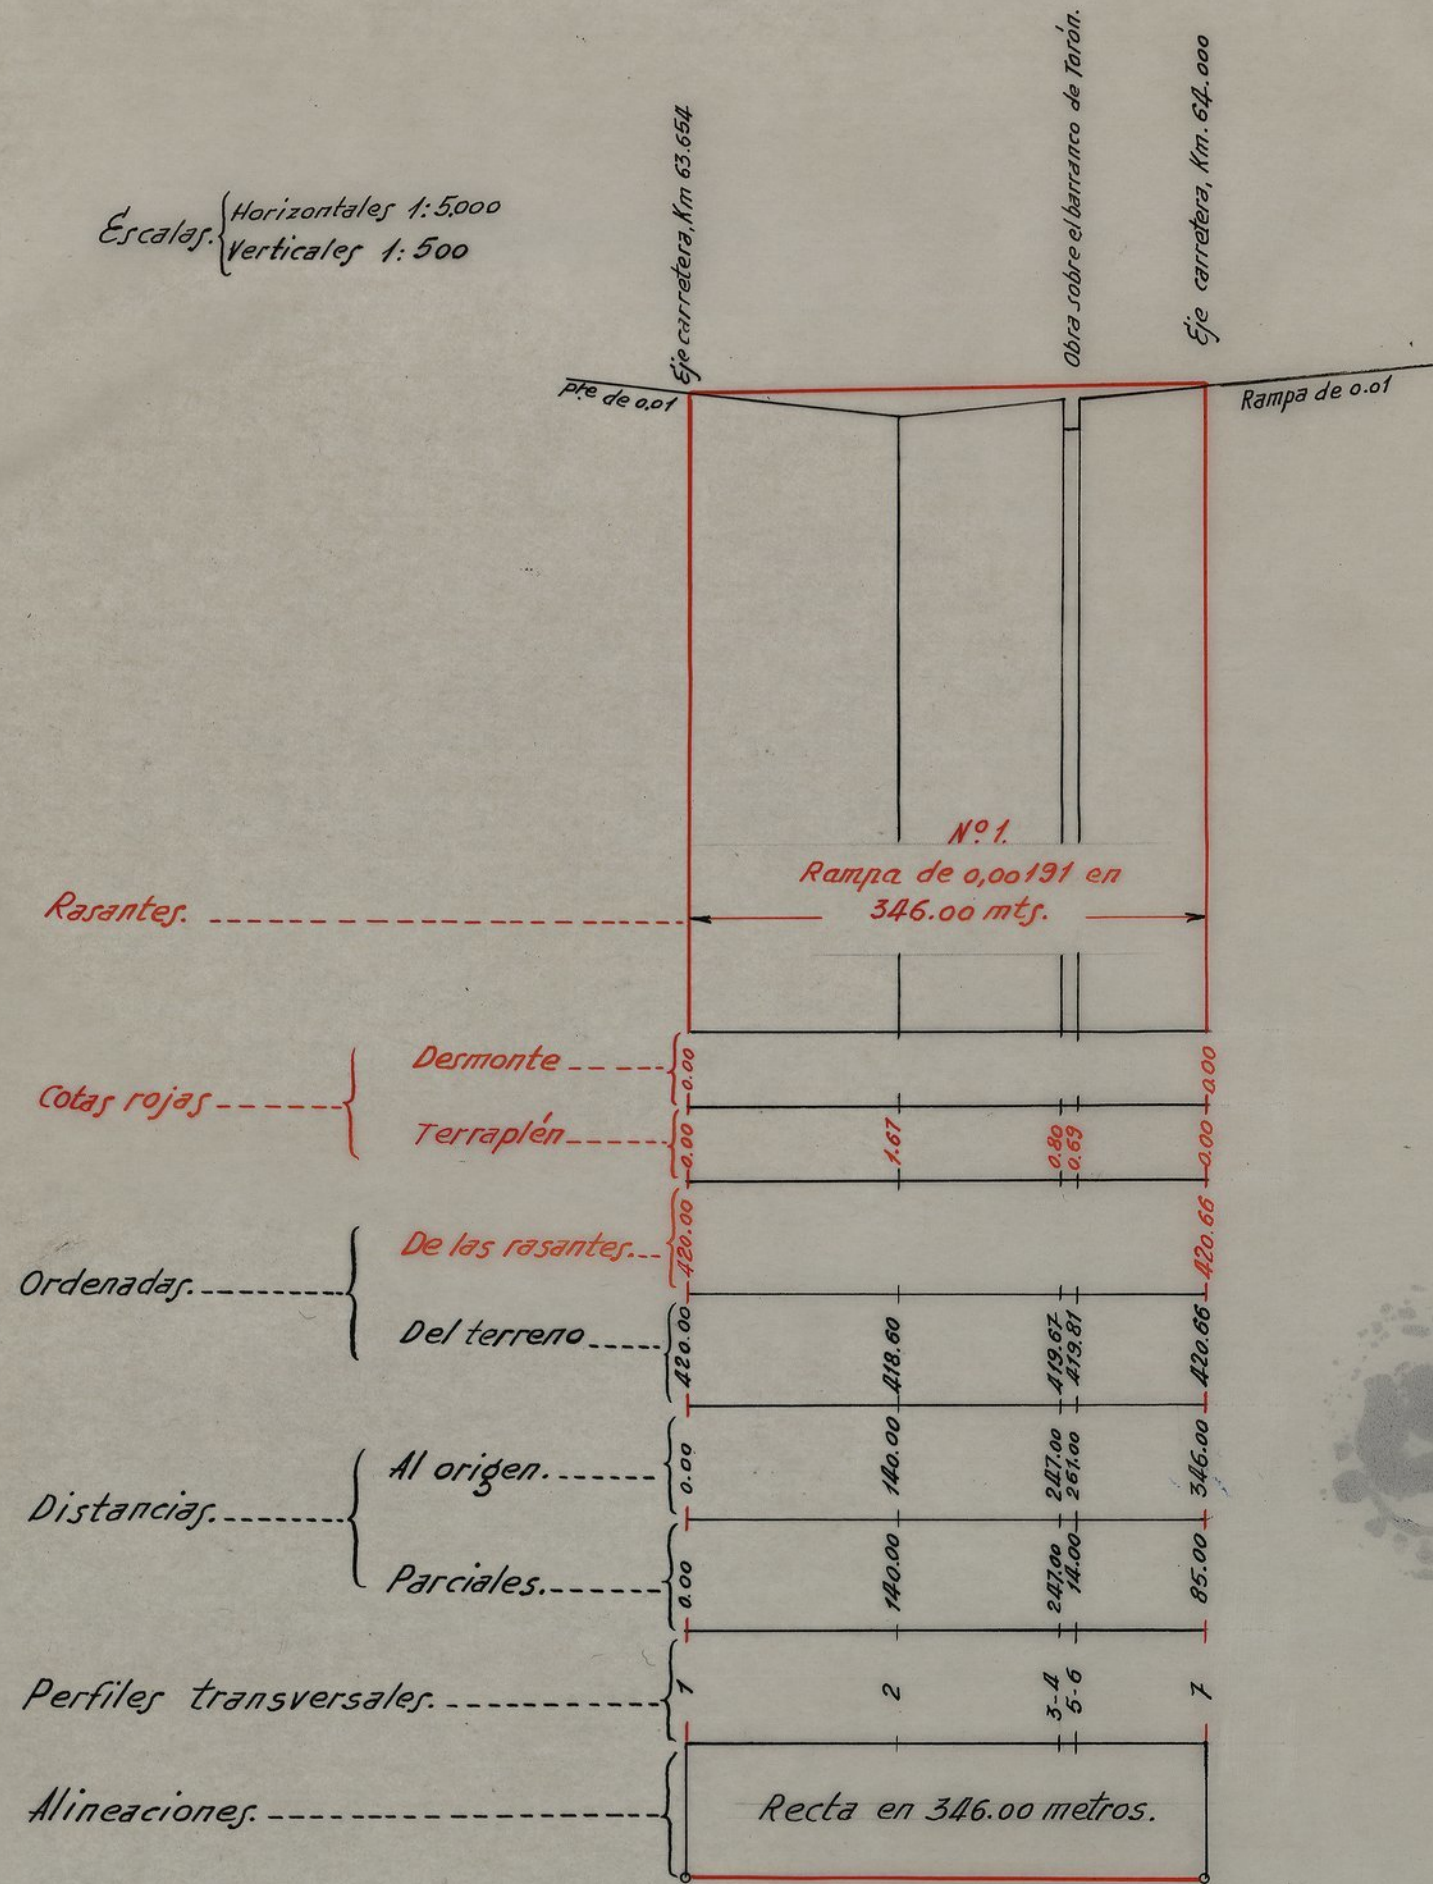 Escalas. Horizontales 1:5.000
Verticales 1:500
Eje carretera, Km 63.654
Obra sobre el barranco de Torón.
Eje carretera, Km. 64.000
pte de 0,01
Rampa de 0.01
Nº 1.
Rampa de 0,00191 en
346.00 mts.
Rasantes.
Cotas rojas
Desmonte 0.00 0.00
Terraplén 0.00 1.67 0.80 0.69 0.00
Ordenadas.
De las rasantes. 420.00 420.66
Del terreno 420.00 418.60 419.67 419.81 420.66
Distancias.
Al origen. 0.00 140.00 247.00 261.00 346.00
Parciales. 0.00 140.00 247.00 14.00 85.00
Perfiles transversales. 1 2 3-4 5-6 7
Alineaciones. Recta en 346.00 metros.